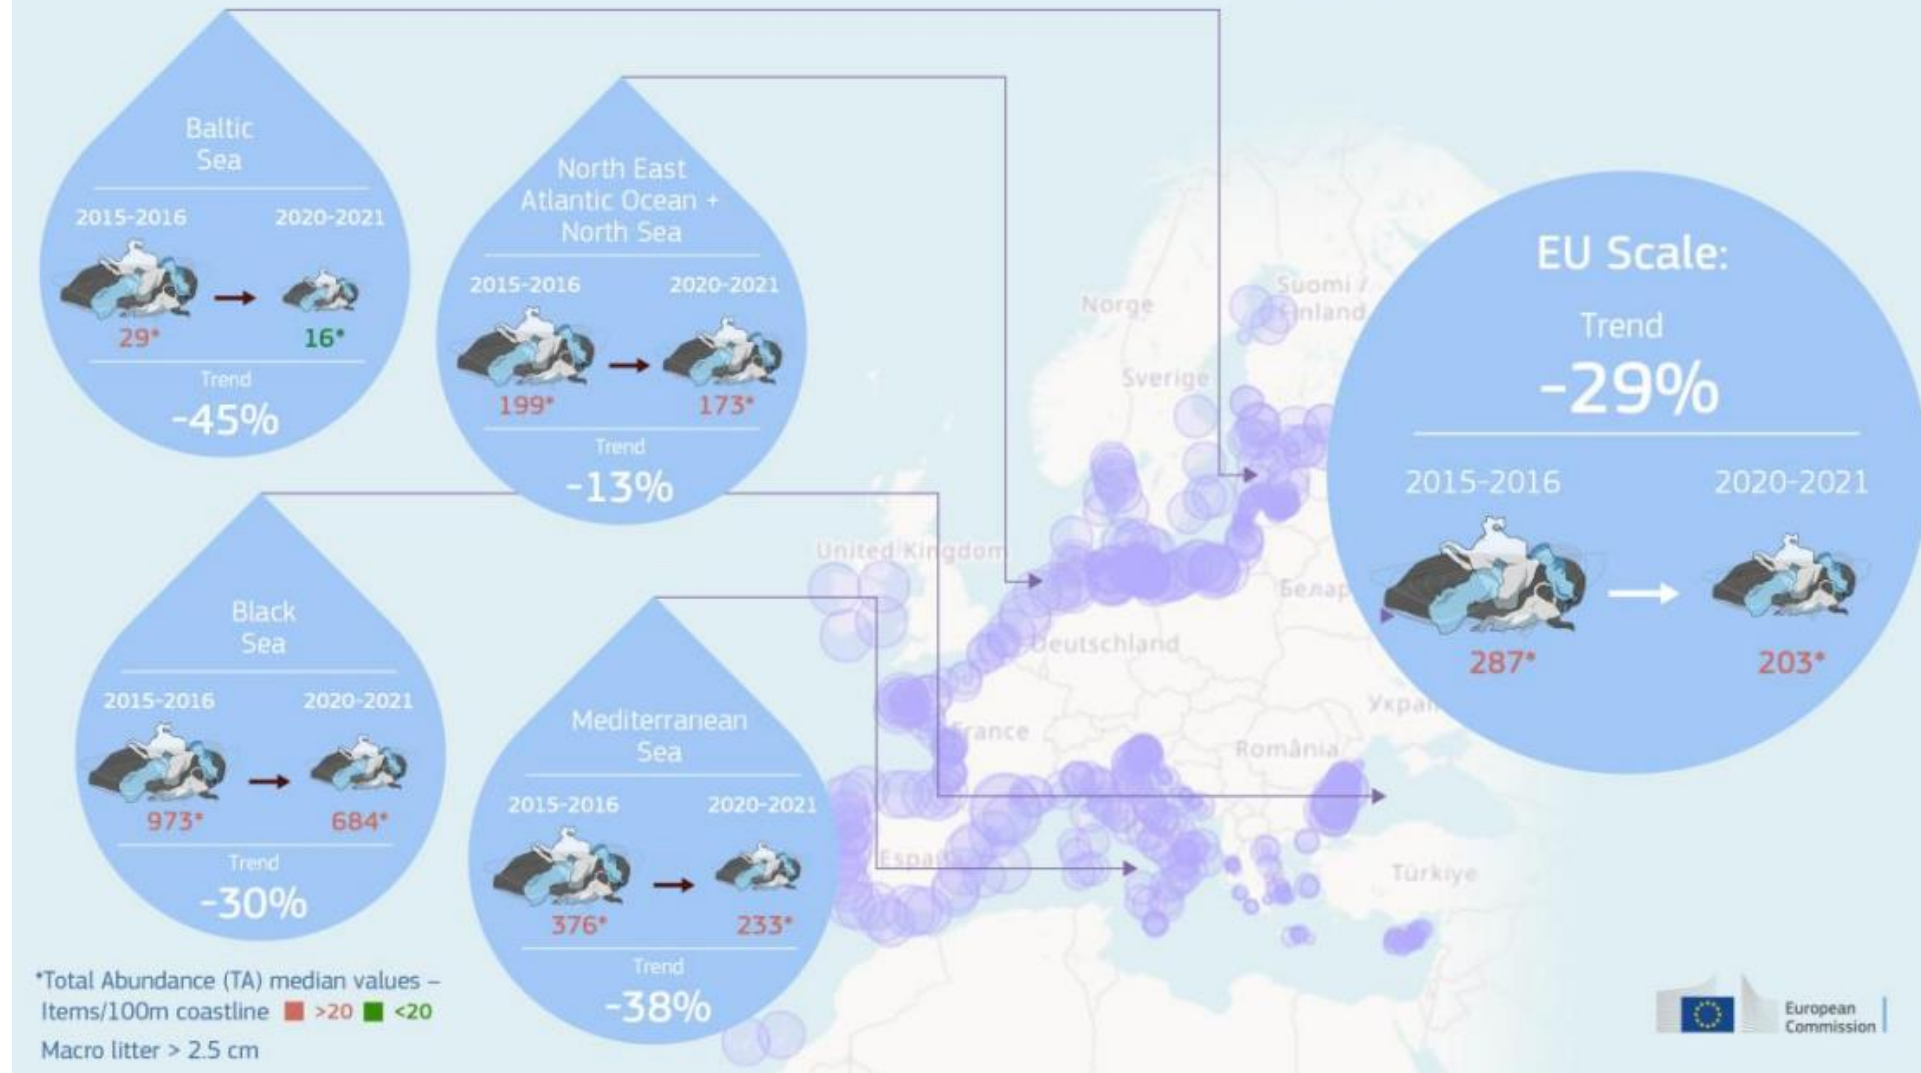 Baltic
Sea
2015-2016 2020-2021
29* 16*
Trend
-45%
North East
Atlantic Ocean +
North Sea
2015-2016 2020-2021
199* 173*
Trend
-13%
Black
Sea
2015-2016 2020-2021
973* 684*
Trend
-30%
Mediterranean
Sea
2015-2016 2020-2021
376* 233*
Trend
-38%
EU Scale:
Trend
-29%
2015-2016 2020-2021
287* 203*
Norge
Suomi /
Finland
Sverige
United Kingdom
Deutschland
France
România
Türkiye
*Total Abundance (TA) median values –
Items/100m coastline >20 <20
Macro litter > 2.5 cm
European
Commission